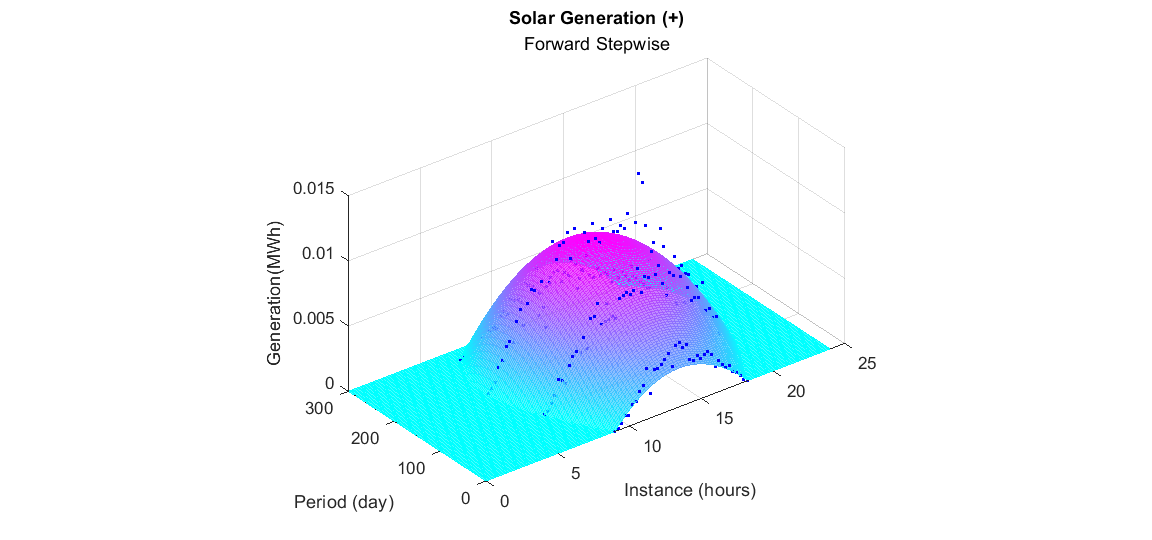 Solar Generation (+)
Forward Stepwise
0.015
0.01
0.005
0
Generation(MWh)
300
200
100
0
Period (day)
0
5
10
15
20
25
Instance (hours)